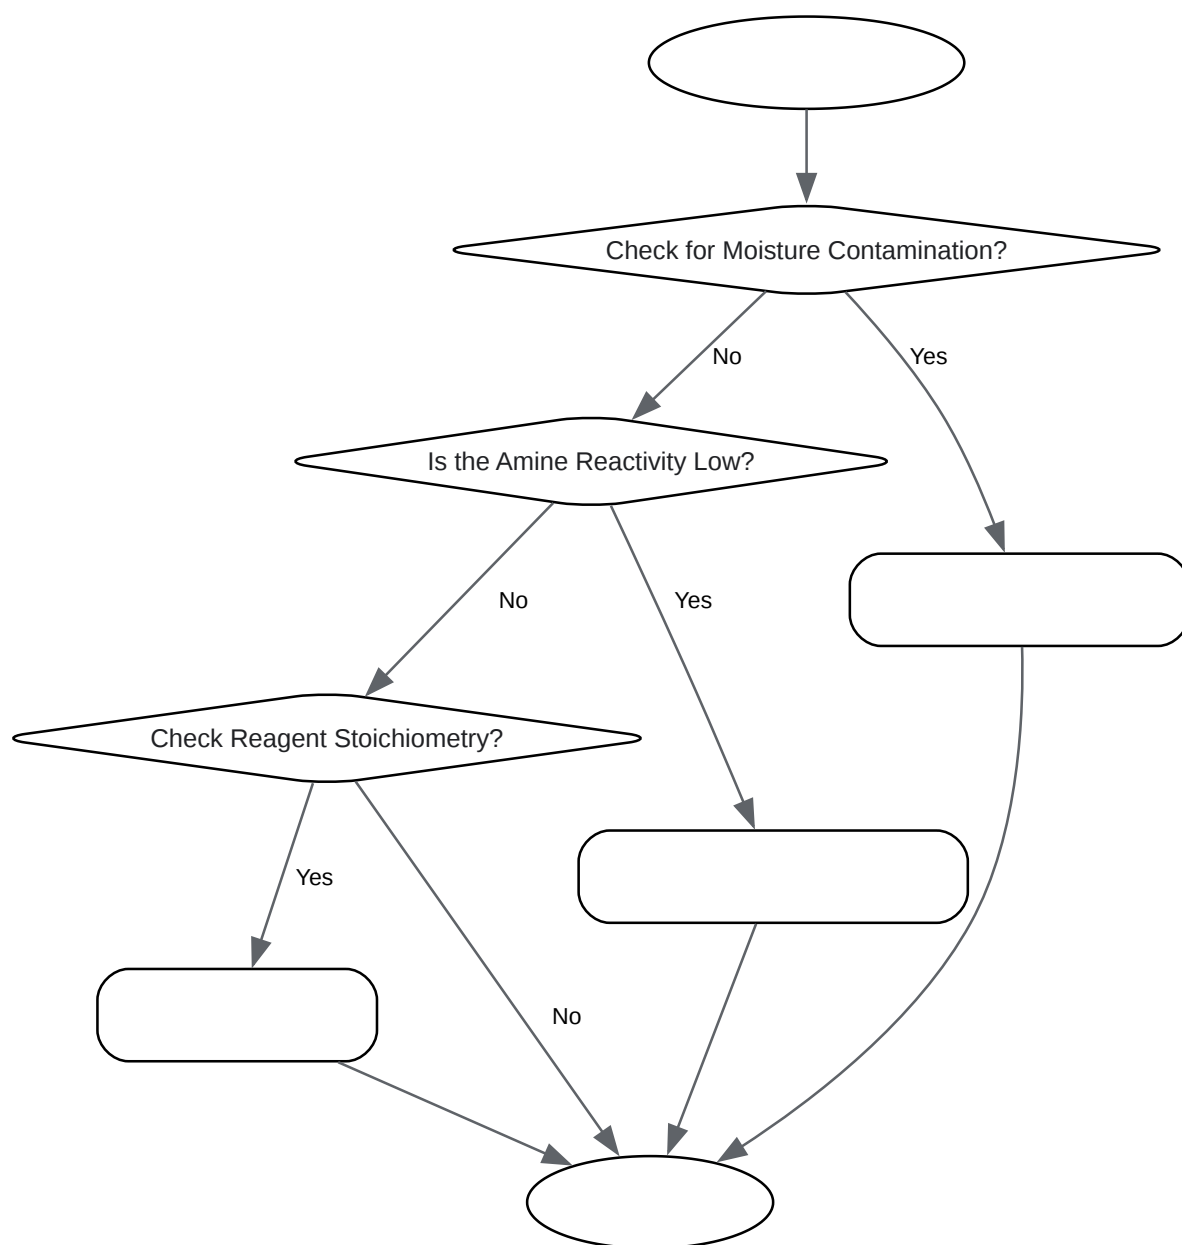 Check for Moisture Contamination?
No
Yes
Is the Amine Reactivity Low?
No
Yes
Check Reagent Stoichiometry?
Yes
No